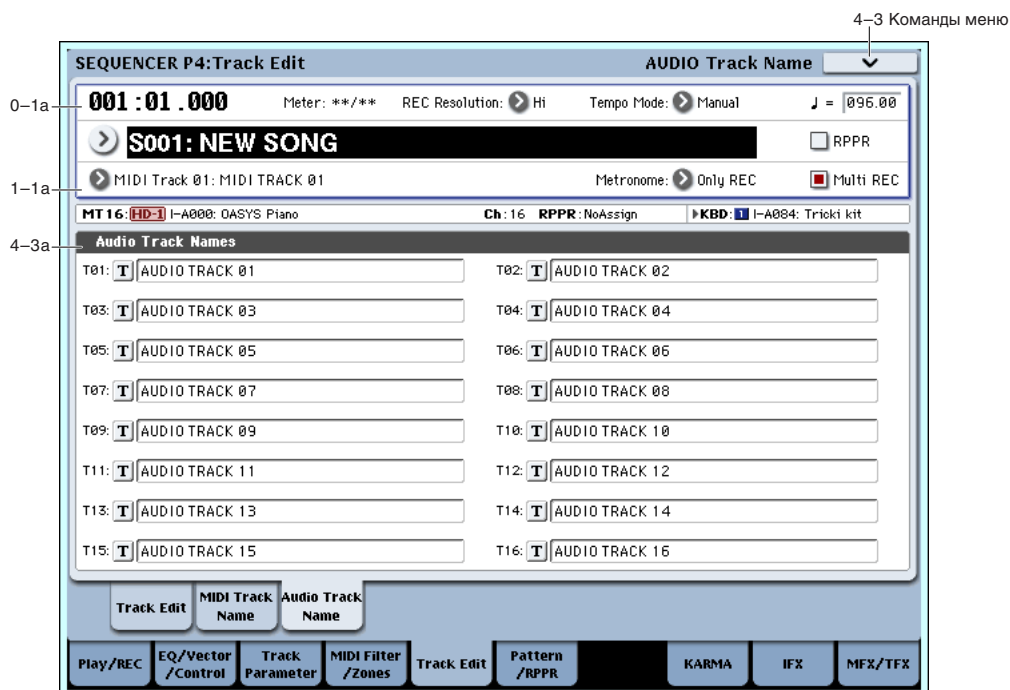 4–3 Команды меню
SEQUENCER P4:Track Edit AUDIO Track Name
0–1a 001:01.000 Meter: **/** REC Resolution: Hi Tempo Mode: Manual ♩ = 096.00
S001: NEW SONG RPPR
1–1a MIDI Track 01: MIDI TRACK 01 Metronome: Only REC Multi REC
MT16: HD-1 I-A000: OASYS Piano Ch:16 RPPR:NoAssign ▶KBD: 1 I-A084: Tricki kit
4–3a Audio Track Names
T01: T AUDIO TRACK 01 T02: T AUDIO TRACK 02
T03: T AUDIO TRACK 03 T04: T AUDIO TRACK 04
T05: T AUDIO TRACK 05 T06: T AUDIO TRACK 06
T07: T AUDIO TRACK 07 T08: T AUDIO TRACK 08
T09: T AUDIO TRACK 09 T10: T AUDIO TRACK 10
T11: T AUDIO TRACK 11 T12: T AUDIO TRACK 12
T13: T AUDIO TRACK 13 T14: T AUDIO TRACK 14
T15: T AUDIO TRACK 15 T16: T AUDIO TRACK 16
Track Edit MIDI Track Name Audio Track Name
Play/REC EQ/Vector/Control Track Parameter MIDI Filter/Zones Track Edit Pattern/RPPR KARMA IFX MFX/TFX